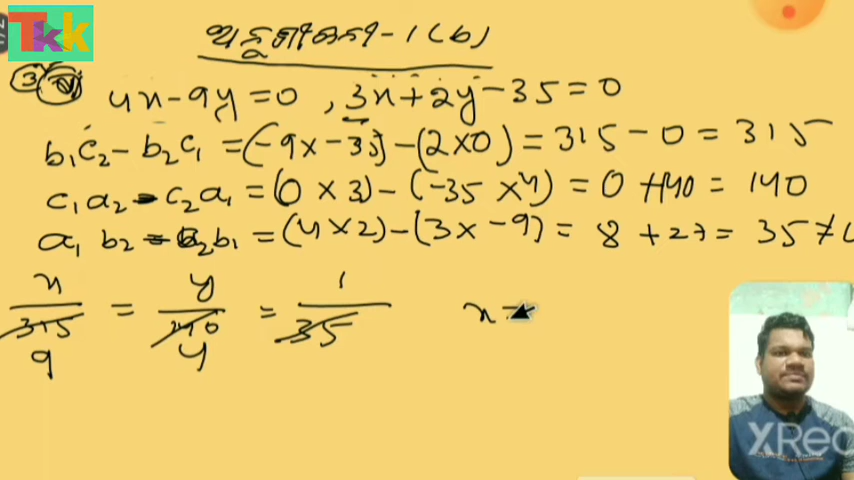 Tkk
ଅନୁଶୀଳନୀ-1(b)
3
4x-9y=0, 3x+2y-35=0
b₁c₂-b₂c₁=(-9x-35)-(2×0)=315-0=315
c₁a₂-c₂a₁=(0×3)-(-35×4)=0+140=140
a₁b₂-a₂b₁=(4×2)-(3x-9)=8+27=35≠0
x/315=y/140=1/35 x=
9 4
XRec